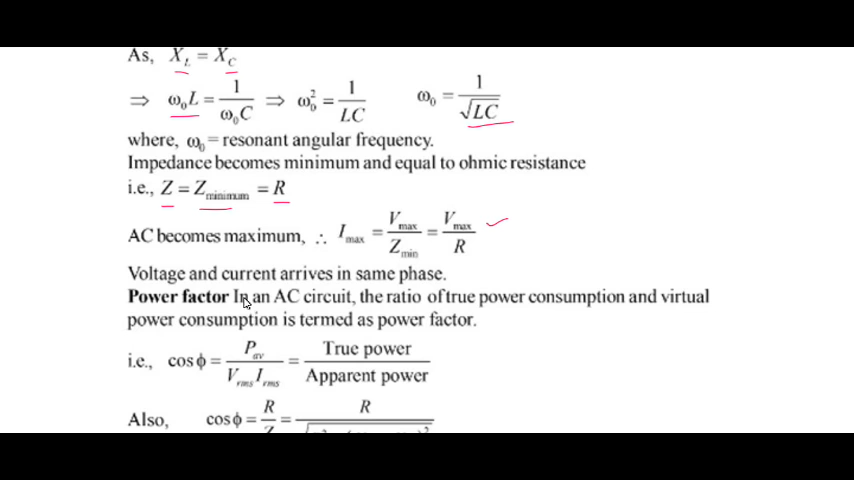 As, X_L = X_C
⇒ ω₀L = 1/(ω₀C) ⇒ ω₀² = 1/(LC) ω₀ = 1/√(LC)
where, ω₀ = resonant angular frequency.
Impedance becomes minimum and equal to ohmic resistance
i.e., Z = Z_minimum = R
AC becomes maximum, ∴ I_max = V_max/Z_min = V_max/R
Voltage and current arrives in same phase.
Power factor In an AC circuit, the ratio of true power consumption and virtual
power consumption is termed as power factor.
i.e., cos ϕ = P_av/(V_rms I_rms) = True power/Apparent power
Also, cos ϕ = R/Z = R